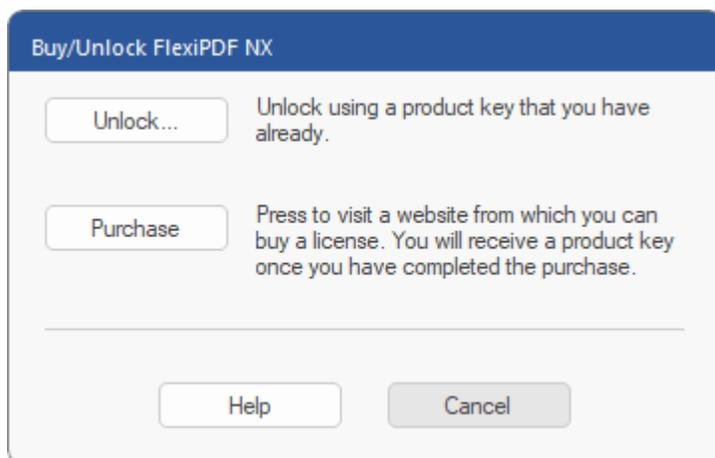 Buy/Unlock FlexiPDF NX
Unlock...
Unlock using a product key that you have
already.
Purchase
Press to visit a website from which you can
buy a license. You will receive a product key
once you have completed the purchase.
Help
Cancel